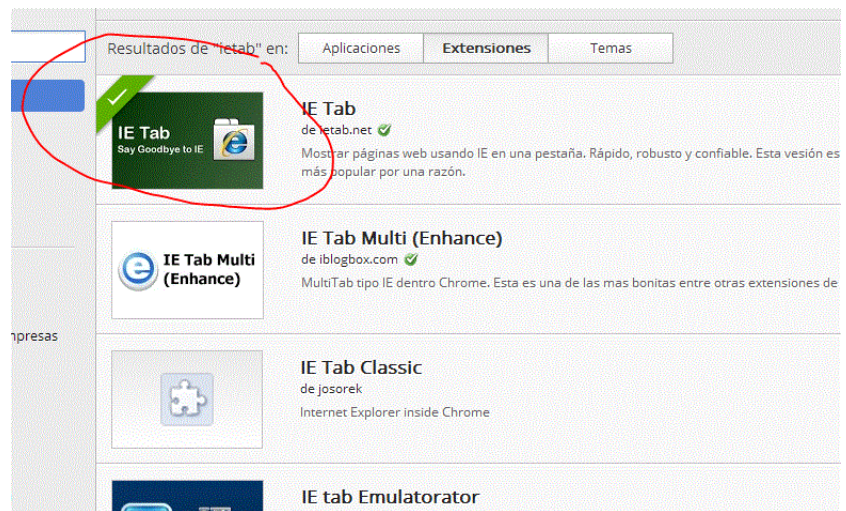 Resultados de "ietab" en:
Aplicaciones
Extensiones
Temas
IE Tab
Say Goodbye to IE
IE Tab
de ietab.net
Mostrar páginas web usando IE en una pestaña. Rápido, robusto y confiable. Esta vesión es
más popular por una razón.
IE Tab Multi
(Enhance)
IE Tab Multi (Enhance)
de iblogbox.com
MultiTab tipo IE dentro Chrome. Esta es una de las mas bonitas entre otras extensiones de
npresas
IE Tab Classic
de josorek
Internet Explorer inside Chrome
IE tab Emulatorator